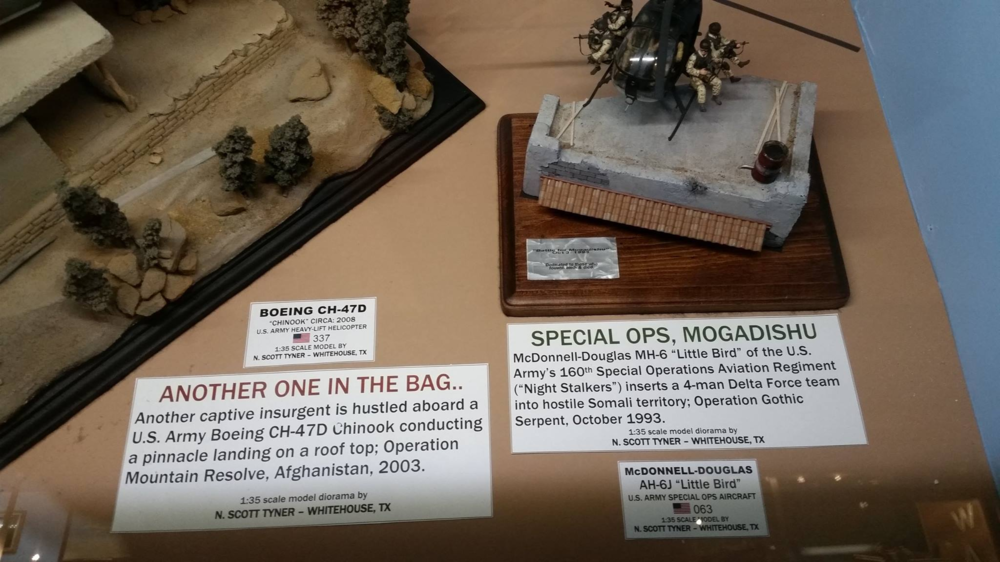 BOEING CH-47D
"CHINOOK" CIRCA: 2008
U.S. ARMY HEAVY-LIFT HELICOPTER
337
1:35 SCALE MODEL BY
N. SCOTT TYNER – WHITEHOUSE, TX
ANOTHER ONE IN THE BAG..
Another captive insurgent is hustled aboard a
U.S. Army Boeing CH-47D Chinook conducting
a pinnacle landing on a roof top; Operation
Mountain Resolve, Afghanistan, 2003.
1:35 scale model diorama by
N. SCOTT TYNER – WHITEHOUSE, TX
SPECIAL OPS, MOGADISHU
McDonnell-Douglas MH-6 "Little Bird" of the U.S.
Army's 160th Special Operations Aviation Regiment
("Night Stalkers") inserts a 4-man Delta Force team
into hostile Somali territory; Operation Gothic
Serpent, October 1993.
1:35 scale model diorama by
N. SCOTT TYNER – WHITEHOUSE, TX
McDONNELL-DOUGLAS
AH-6J "Little Bird"
U.S. ARMY SPECIAL OPS AIRCRAFT
063
1:35 SCALE MODEL BY
N. SCOTT TYNER – WHITEHOUSE, TX